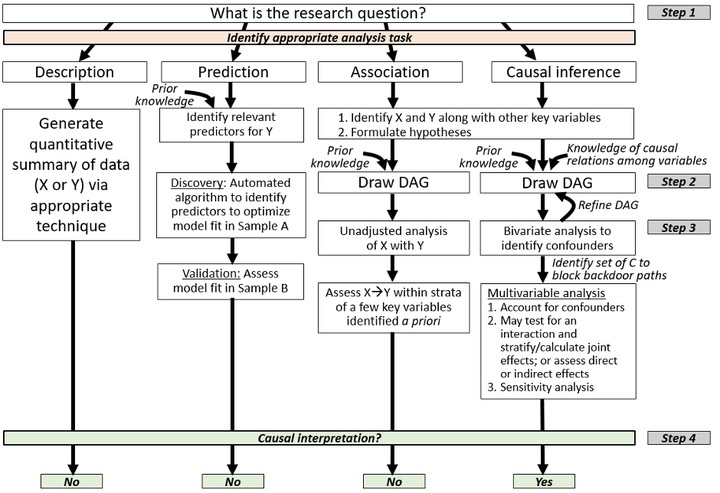 What is the research question?
Step 1
Identify appropriate analysis task
Description
Prediction
Association
Causal inference
Prior
knowledge
Generate
quantitative
summary of data
(X or Y) via
appropriate
technique
Identify relevant
predictors for Y
1. Identify X and Y along with other key variables
2. Formulate hypotheses
Prior
knowledge
Prior
knowledge
Knowledge of causal
relations among variables
Discovery: Automated
algorithm to identify
predictors to optimize
model fit in Sample A
Draw DAG
Draw DAG
Step 2
Refine DAG
Unadjusted analysis
of X with Y
Bivariate analysis to
identify confounders
Step 3
Validation: Assess
model fit in Sample B
Identify set of C to
block backdoor paths
Assess X→Y within strata
of a few key variables
identified a priori
Multivariable analysis
1. Account for confounders
2. May test for an
interaction and
stratify/calculate joint
effects; or assess direct
or indirect effects
3. Sensitivity analysis
Causal interpretation?
Step 4
No
No
No
Yes